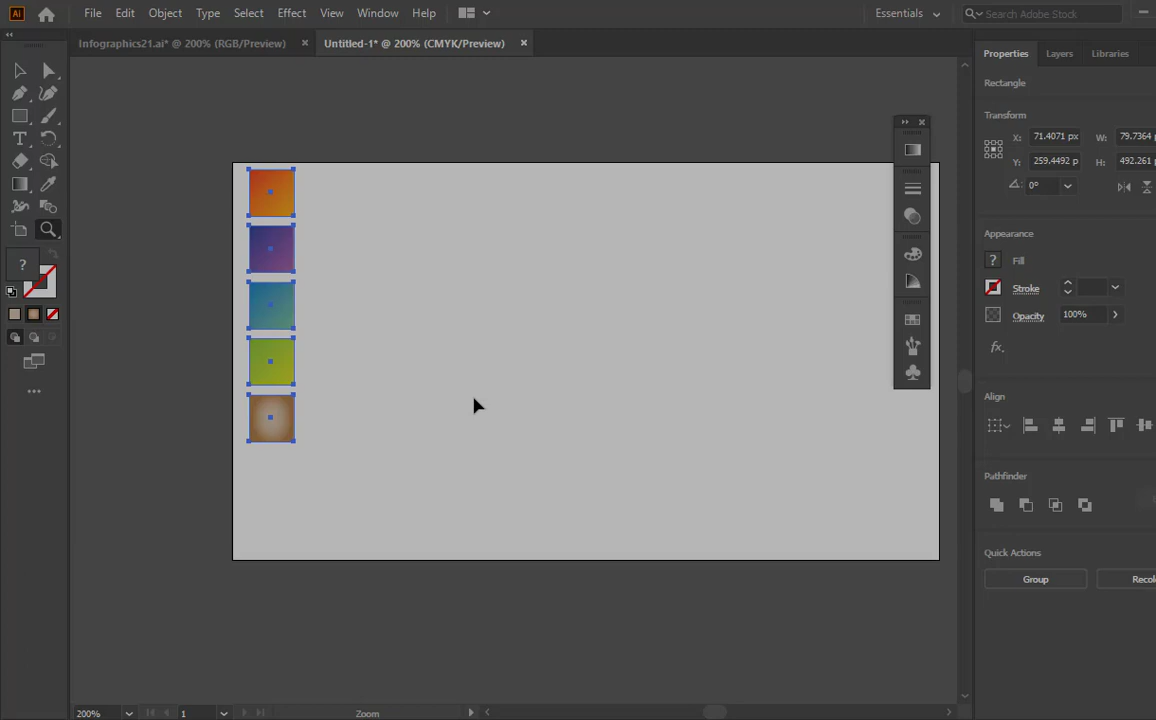 Ai File Edit Object Type Select Effect View Window Help Essentials Search Adobe Stock
Infographics21.ai* @ 200% (RGB/Preview) × Untitled-1* @ 200% (CMYK/Preview) × Properties Layers Libraries
Rectangle
Transform
X: 71.4071 px W: 79.7364
Y: 259.4492 p H: 492.261
0°
Appearance
? ? Fill
Stroke
Opacity 100%
fx.
Align
Pathfinder
Quick Actions
Group Reco
200% 1 Zoom